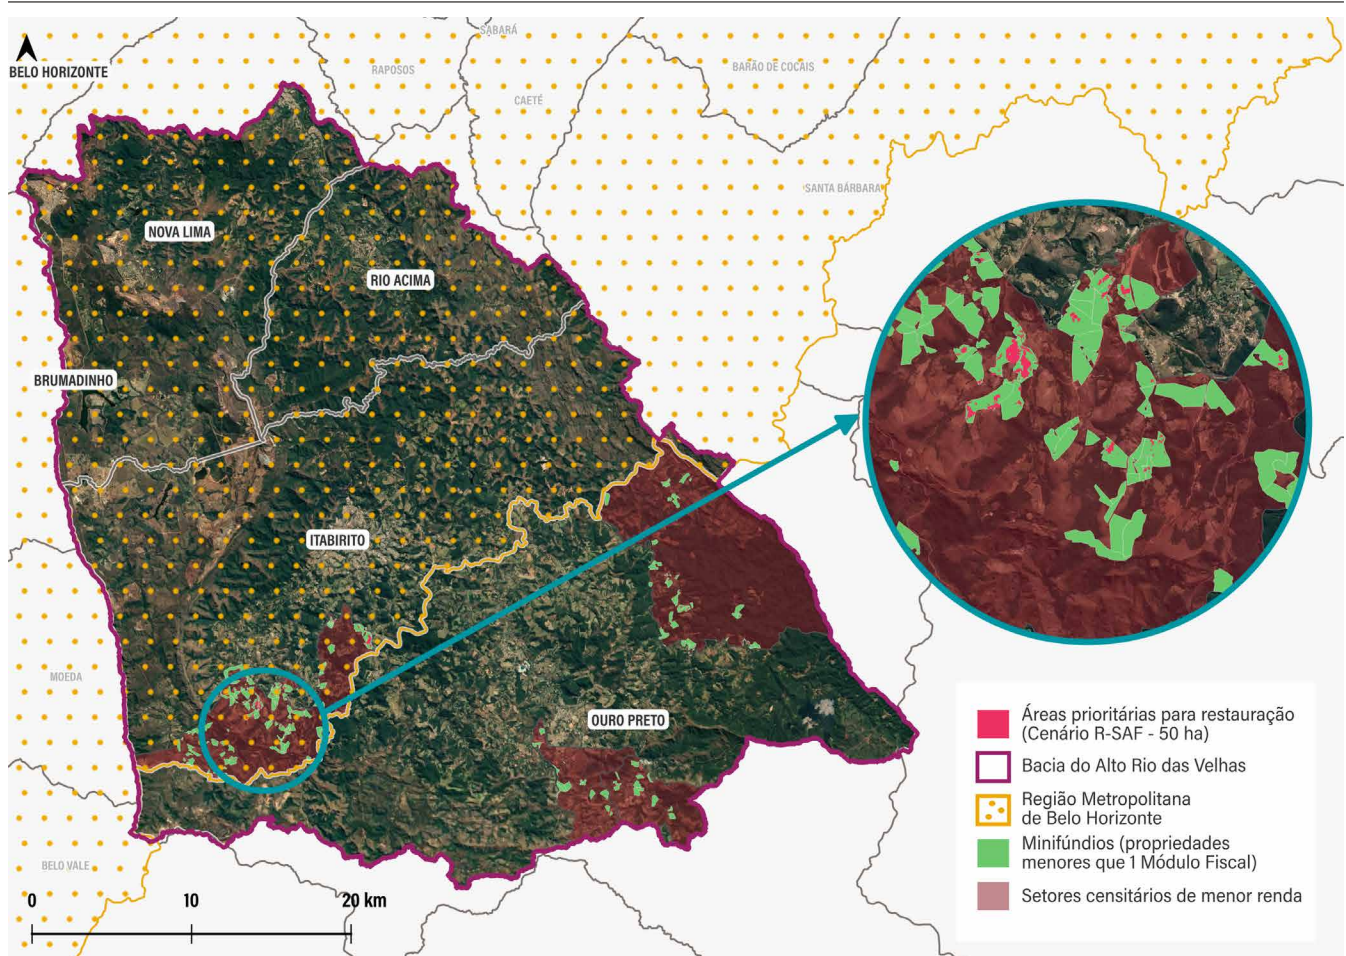 SABARÁ
BELO HORIZONTE
RAPOSOS
BARÃO DE COCAIS
CAETÉ
SANTA BÁRBARA
NOVA LIMA
RIO ACIMA
BRUMADINHO
ITABIRITO
MOEDA
OURO PRETO
BELO VALE
0 10 20 km
Áreas prioritárias para restauração
(Cenário R-SAF - 50 ha)
Bacia do Alto Rio das Velhas
Região Metropolitana
de Belo Horizonte
Minifúndios (propriedades
menores que 1 Módulo Fiscal)
Setores censitários de menor renda